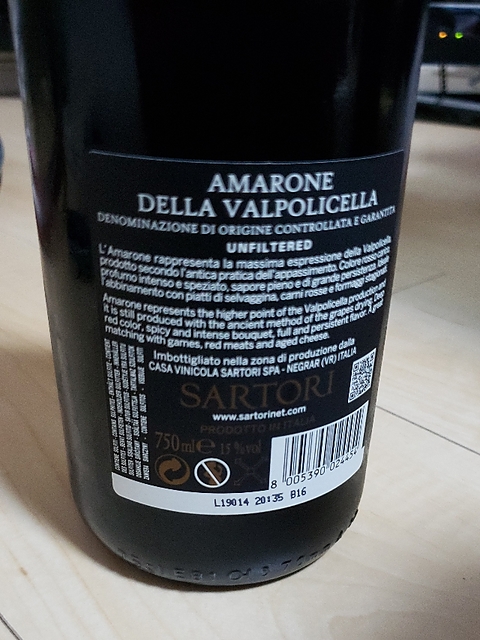 AMARONE
DELLA VALPOLICELLA
DENOMINAZIONE DI ORIGINE CONTROLLATA E GARANTITA
UNFILTERED
L'Amarone rappresenta la massima espressione della Valpolicella
prodotto secondo l'antica pratica dell'appassimento. Colore rosso carico,
profumo intenso e speziato, sapore pieno e di grande persistenza. Ideale
l'abbinamento con piatti di selvaggina, carni rosse e formaggi stagionati.
Amarone represents the higher point of the Valpolicella production and
it is still produced with the ancient method of the grapes drying. Deep
red color, spicy and intense bouquet, full and persistent flavor. A great
matching with games, red meats and aged cheese.
Imbottigliato nella zona di produzione dalla
CASA VINICOLA SARTORI SPA - NEGRAR (VR) ITALIA
SARTORI
www.sartorinet.com
PRODOTTO IN ITALIA
750 ml e 15 % vol
8 005390 02445
L19014 20:35 B16